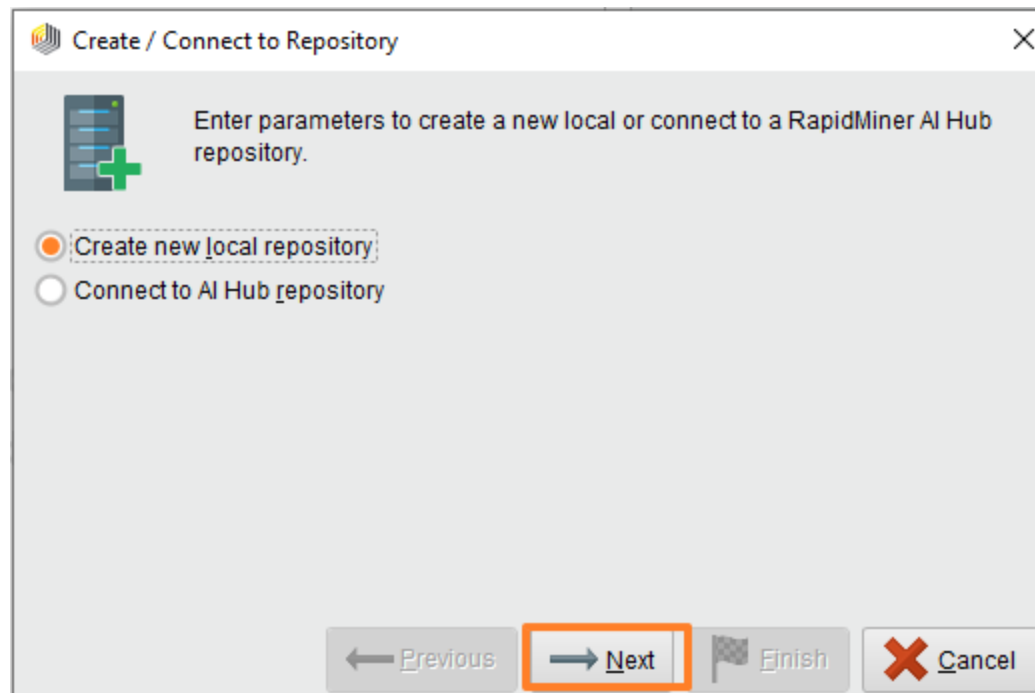 Create / Connect to Repository
Enter parameters to create a new local or connect to a RapidMiner AI Hub
repository.
Create new local repository
Connect to AI Hub repository
Previous Next Finish Cancel